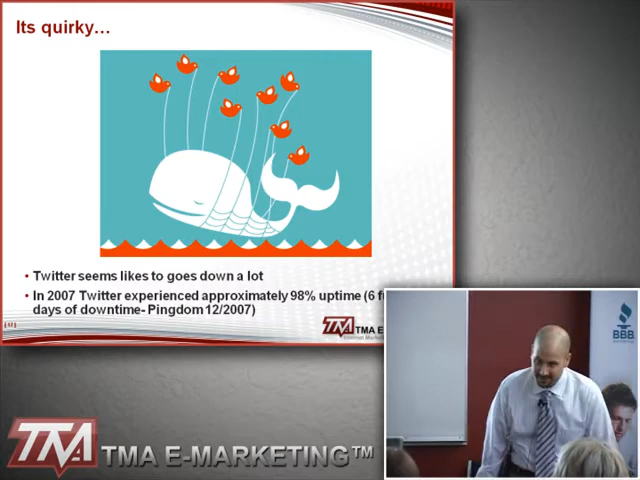 Its quirky…
• Twitter seems likes to goes down a lot
• In 2007 Twitter experienced approximately 98% uptime (6
days of downtime- Pingdom 12/2007)
TMA
BBB
TMA TMA E-MARKETING™